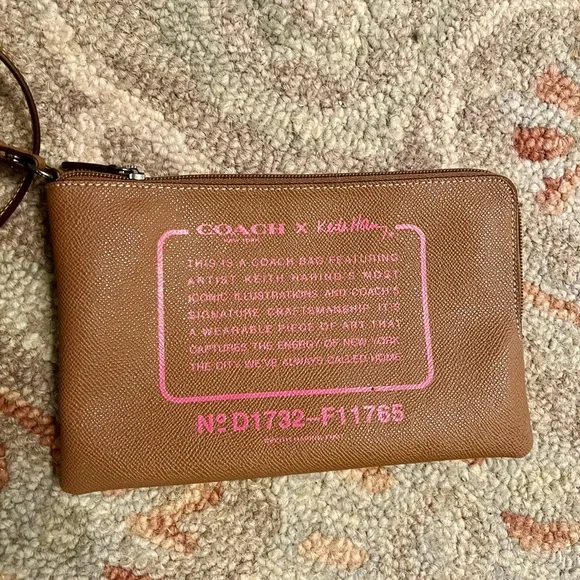 COACH X Keith Haring
NEW YORK
THIS IS A COACH BAG FEATURING
ARTIST KEITH HARING'S MOST
ICONIC ILLUSTRATIONS AND COACH'S
SIGNATURE CRAFTSMANSHIP. IT'S
A WEARABLE PIECE OF ART THAT
CAPTURES THE ENERGY OF NEW YORK
THE CITY WE'VE ALWAYS CALLED HOME
Nº D1732-F11765